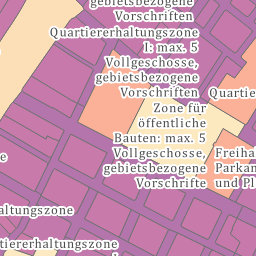 gebietsbezogene
Vorschriften
Quartiererhaltungszone
I: max. 5
Vollgeschosse,
gebietsbezogene
Vorschriften
Quartie
Zone für
öffentliche
Bauten: max. 5
Vollgeschosse,
gebietsbezogene
Vorschrifte
Freiha
Parkan
und Pl
e
altungszone
tiererhaltungszone